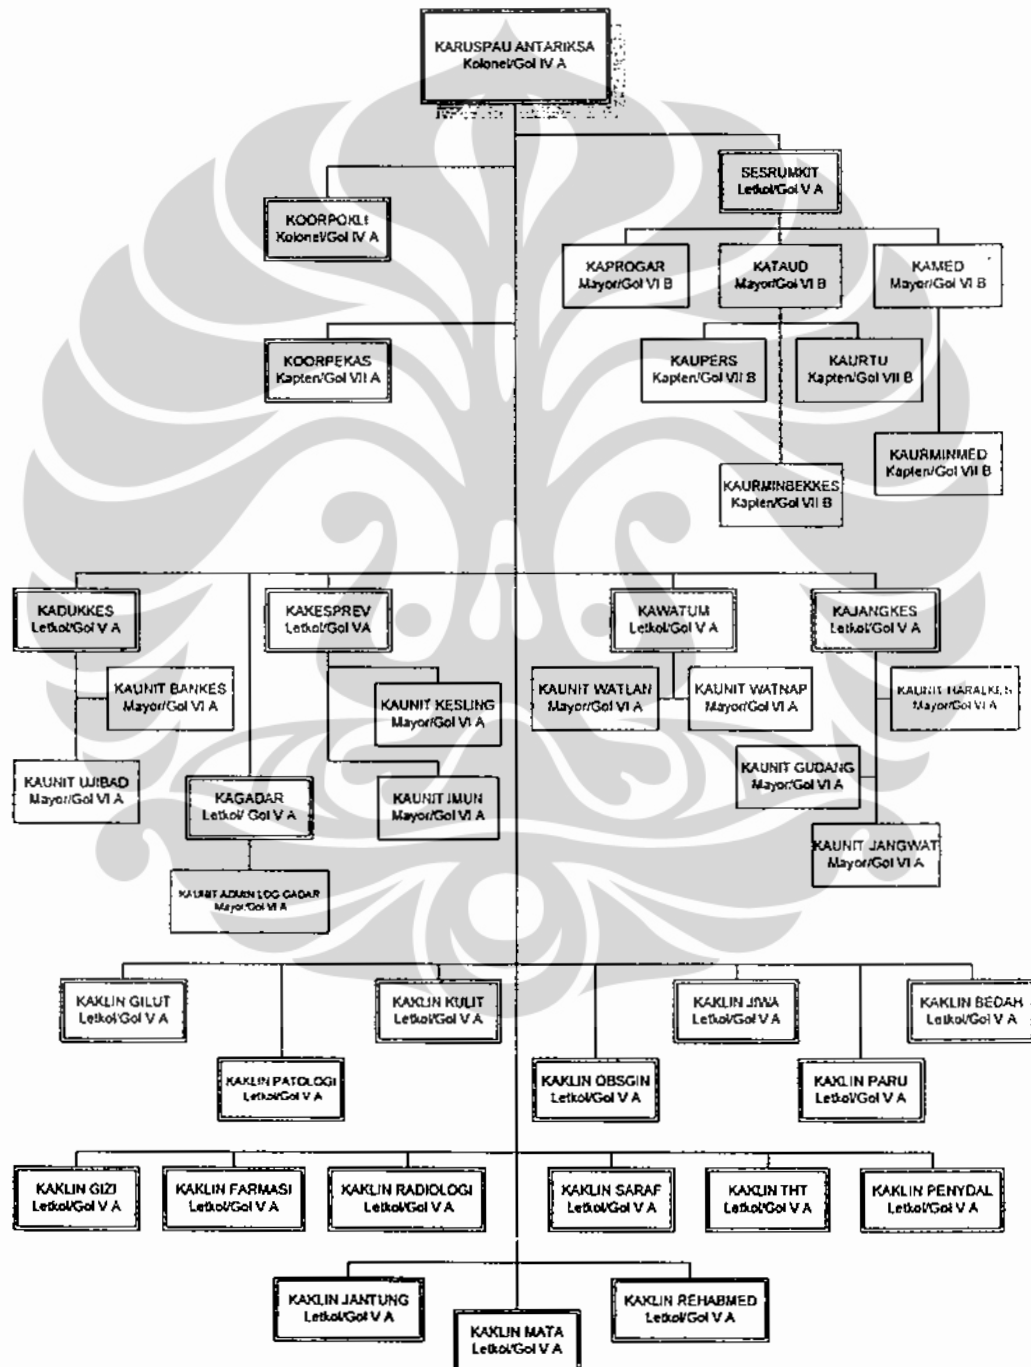 KARUSPAU ANTARIKSA
Kolonel/Gol IV A
SESRUMKIT
Letkol/Gol V A
KOORPOKLI
Kolonel/Gol IV A
KAPROGAR
Mayor/Gol VI B
KATAUD
Mayor/Gol VI B
KAMED
Mayor/Gol VI B
KOORPEKAS
Kapten/Gol VII A
KAUPERS
Kapten/Gol VII B
KAURTU
Kapten/Gol VII B
KAURMINMED
Kapten/Gol VII B
KAURMINBEKKES
Kapten/Gol VII B
KADUKKES
Letkol/Gol V A
KAKESPREV
Letkol/Gol VA
KAWATUM
Letkol/Gol V A
KAJANGKES
Letkol/Gol V A
KAUNIT BANKES
Mayor/Gol VI A
KAUNIT KESLING
Mayor/Gol VI A
KAUNIT WATLAN
Mayor/Gol VI A
KAUNIT WATNAP
Mayor/Gol VI A
KAUNIT HARALKES
Mayor/Gol VI A
KAUNIT UJIBAD
Mayor/Gol VI A
KAGADAR
Letkol/ Gol V A
KAUNIT IMUN
Mayor/Gol VI A
KAUNIT GUDANG
Mayor/Gol VI A
KAUNIT JANGWAT
Mayor/Gol VI A
KAUNIT ADMIN LOG GADAR
Mayor/Gol VI A
KAKLIN GILUT
Letkol/Gol V A
KAKLIN KULIT
Letkol/Gol V A
KAKLIN JIWA
Letkol/Gol V A
KAKLIN BEDAH
Letkol/Gol V A
KAKLIN PATOLOGI
Letkol/Gol V A
KAKLIN OBSGIN
Letkol/Gol V A
KAKLIN PARU
Letkol/Gol V A
KAKLIN GIZI
Letkol/Gol V A
KAKLIN FARMASI
Letkol/Gol V A
KAKLIN RADIOLOGI
Letkol/Gol V A
KAKLIN SARAF
Letkol/Gol V A
KAKLIN THT
Letkol/Gol V A
KAKLIN PENYDAL
Letkol/Gol V A
KAKLIN JANTUNG
Letkol/Gol V A
KAKLIN MATA
Letkol/Gol V A
KAKLIN REHABMED
Letkol/Gol V A